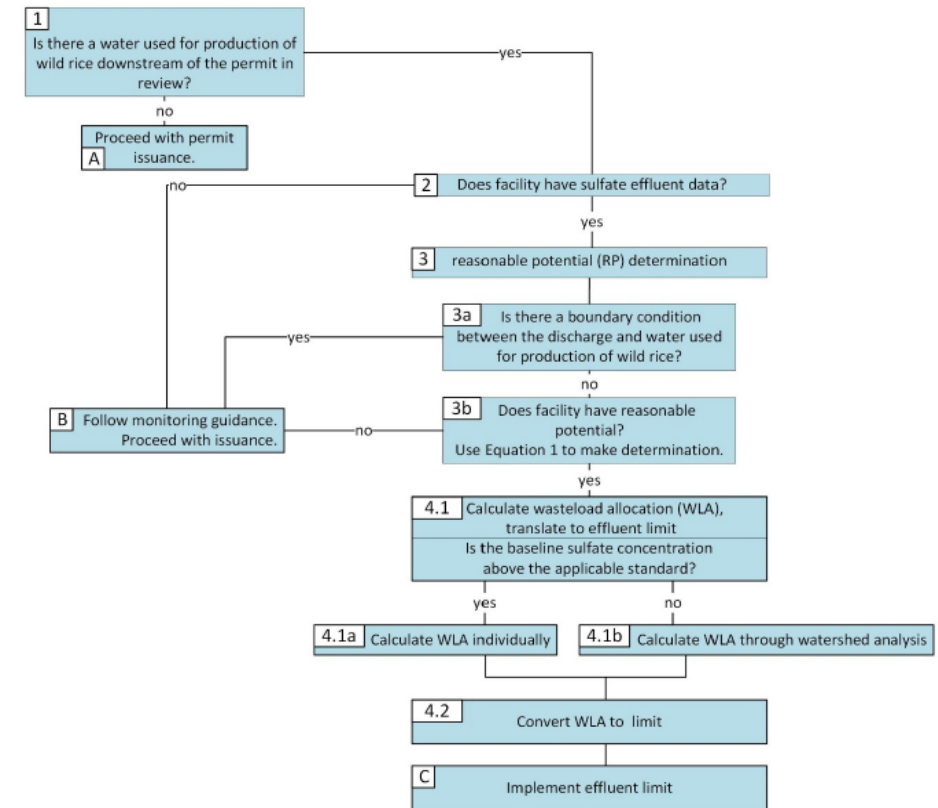 1
Is there a water used for production of
wild rice downstream of the permit in
review?
yes
no
Proceed with permit
A issuance.
no
2 Does facility have sulfate effluent data?
yes
3 reasonable potential (RP) determination
3a Is there a boundary condition
between the discharge and water used
for production of wild rice?
yes
no
B Follow monitoring guidance.
Proceed with issuance.
no
3b Does facility have reasonable
potential?
Use Equation 1 to make determination.
yes
4.1 Calculate wasteload allocation (WLA),
translate to effluent limit
Is the baseline sulfate concentration
above the applicable standard?
yes
no
4.1a Calculate WLA individually
4.1b Calculate WLA through watershed analysis
4.2
Convert WLA to limit
C
Implement effluent limit